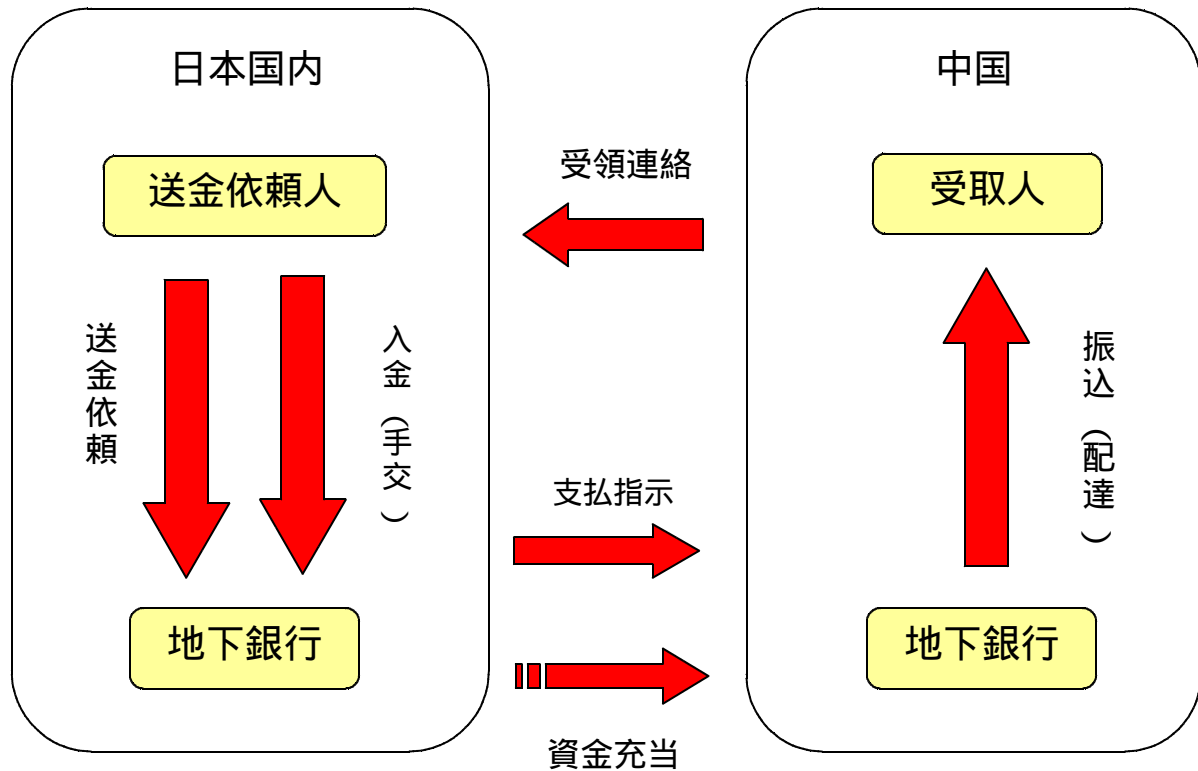 日本国内
中国
送金依頼人
受領連絡
受取人
送金依頼
入金（手交）
振込（配達）
支払指示
地下銀行
地下銀行
資金充当